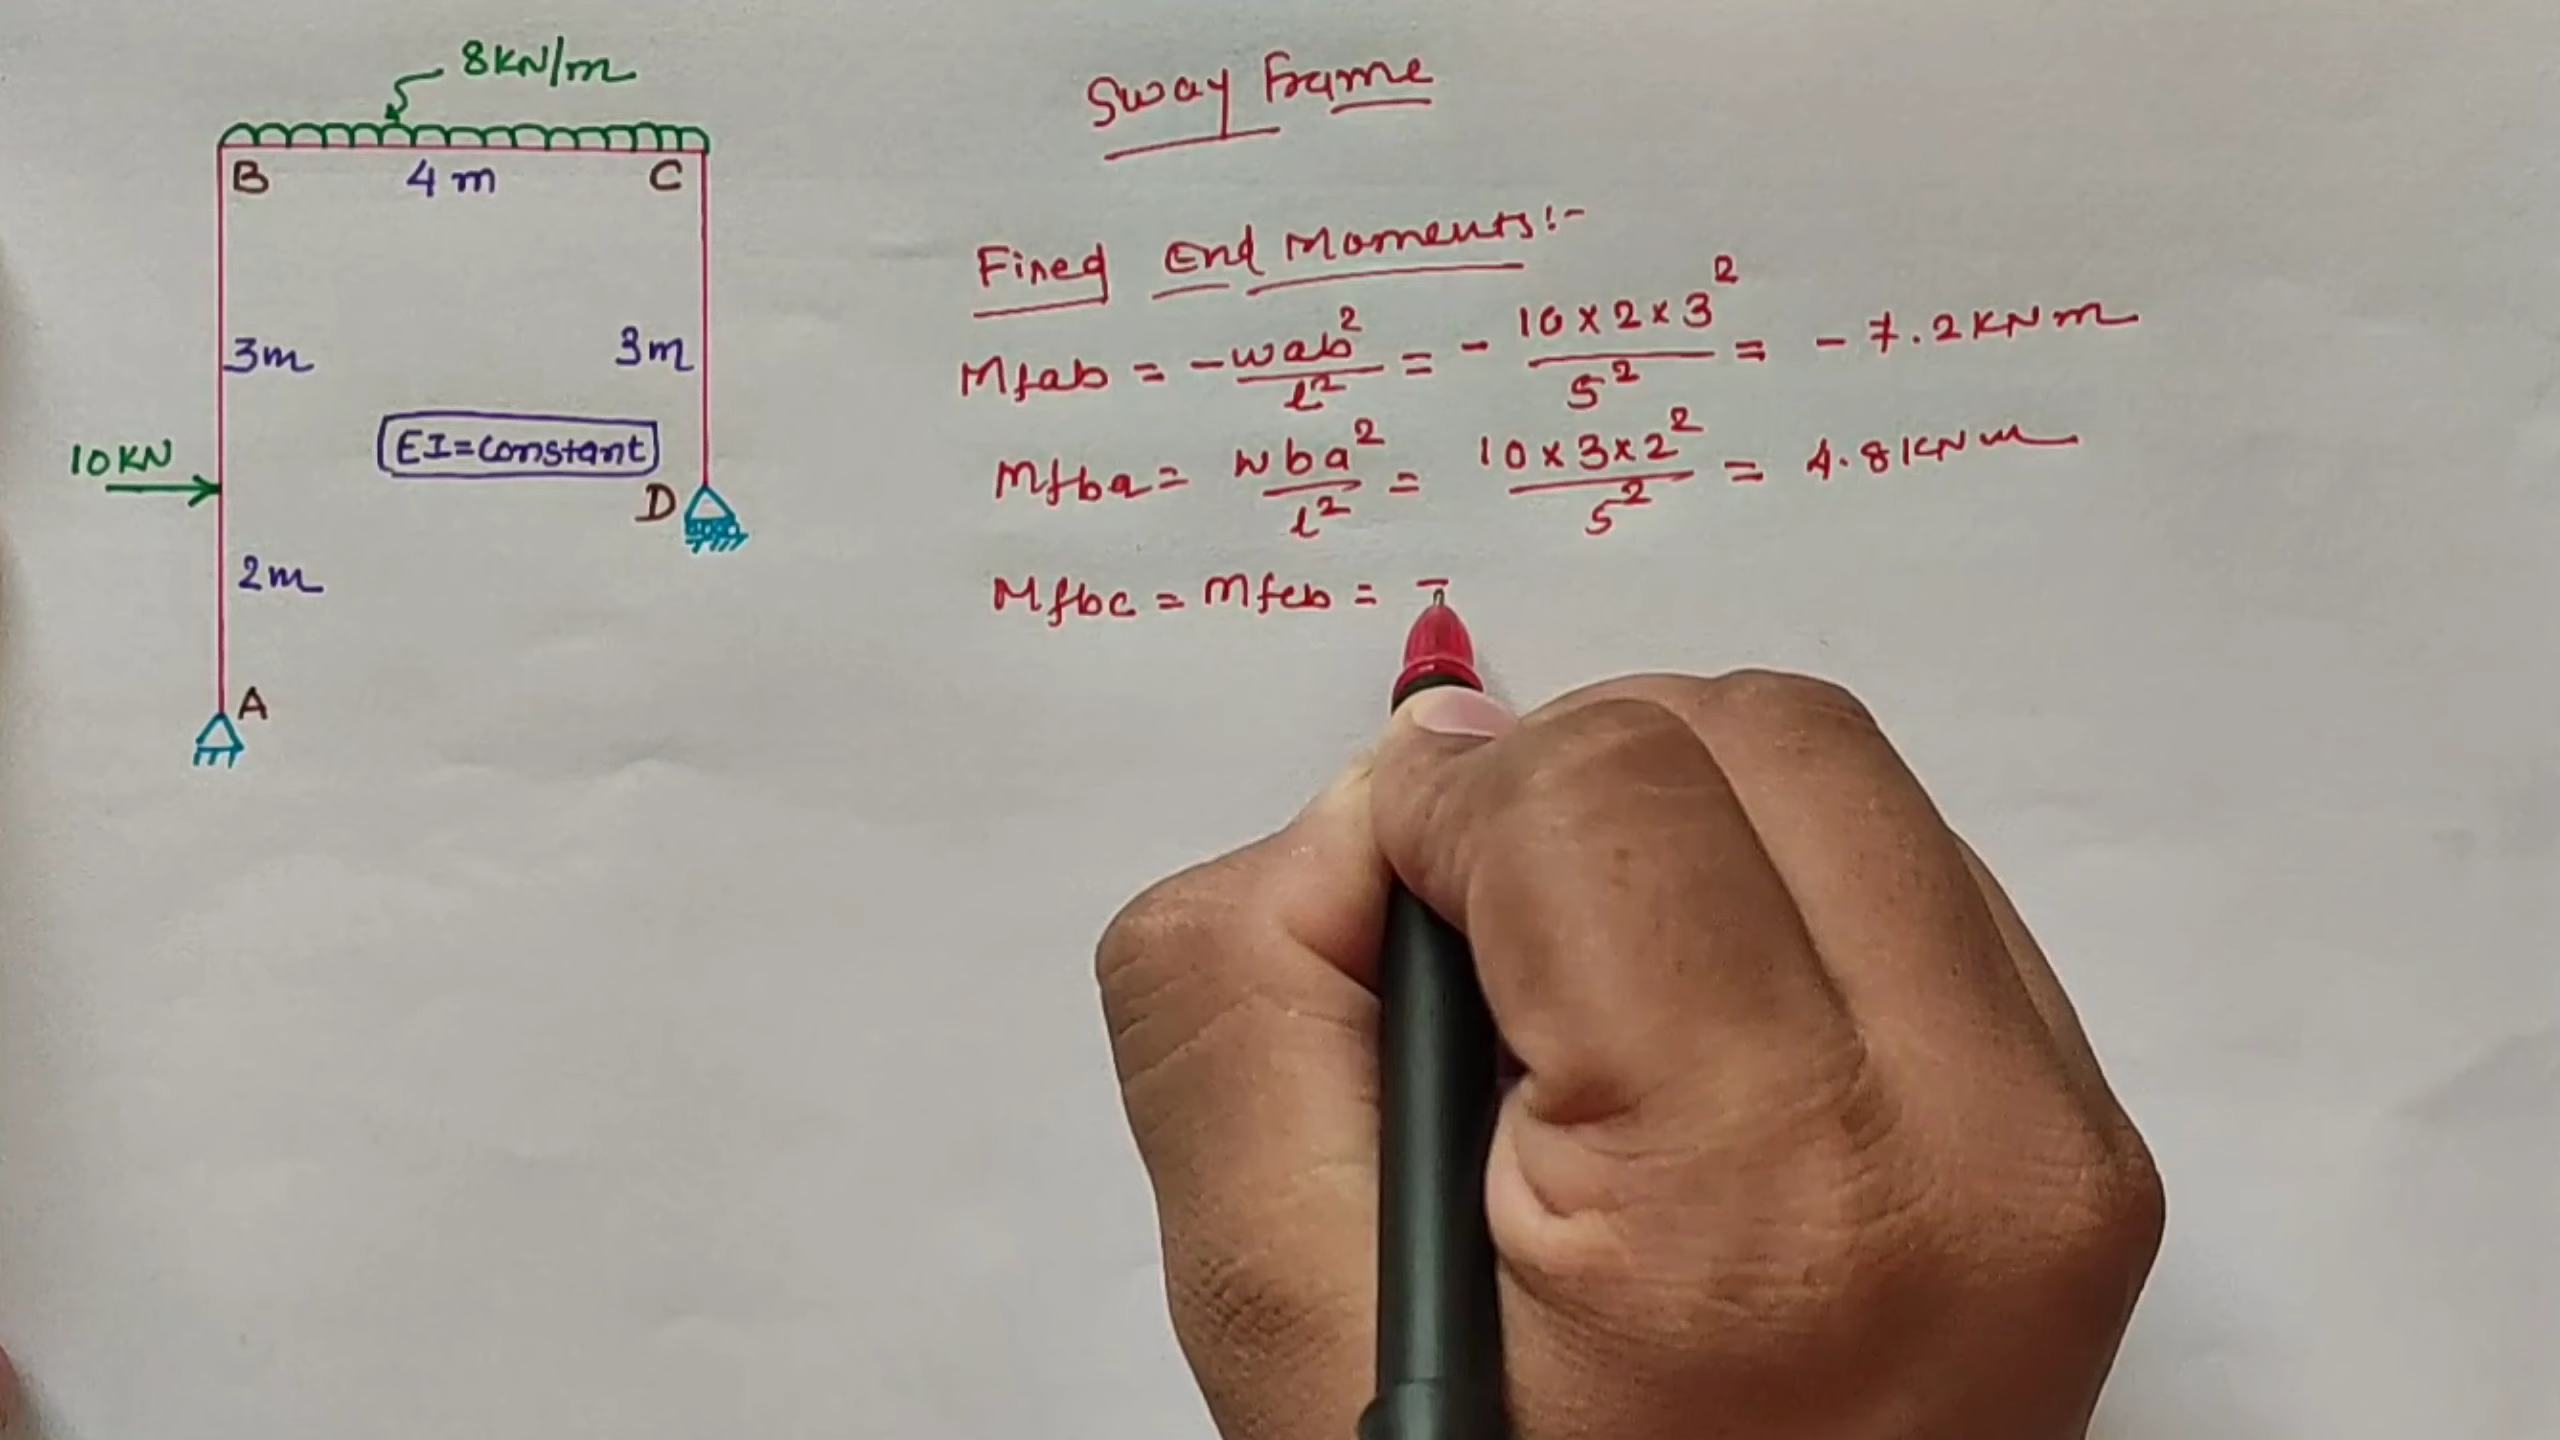 8KN/m
B 4m C
3m
3m
EI=constant
10KN
D
2m
A
Sway Frame
Fixed End Moments:-
Mfab = -wab²/l² = - 10×2×3²/5² = -7.2KNm
Mfba = wba²/l² = 10×3×2²/5² = 4.8KNm
Mfbc = Mfcb =